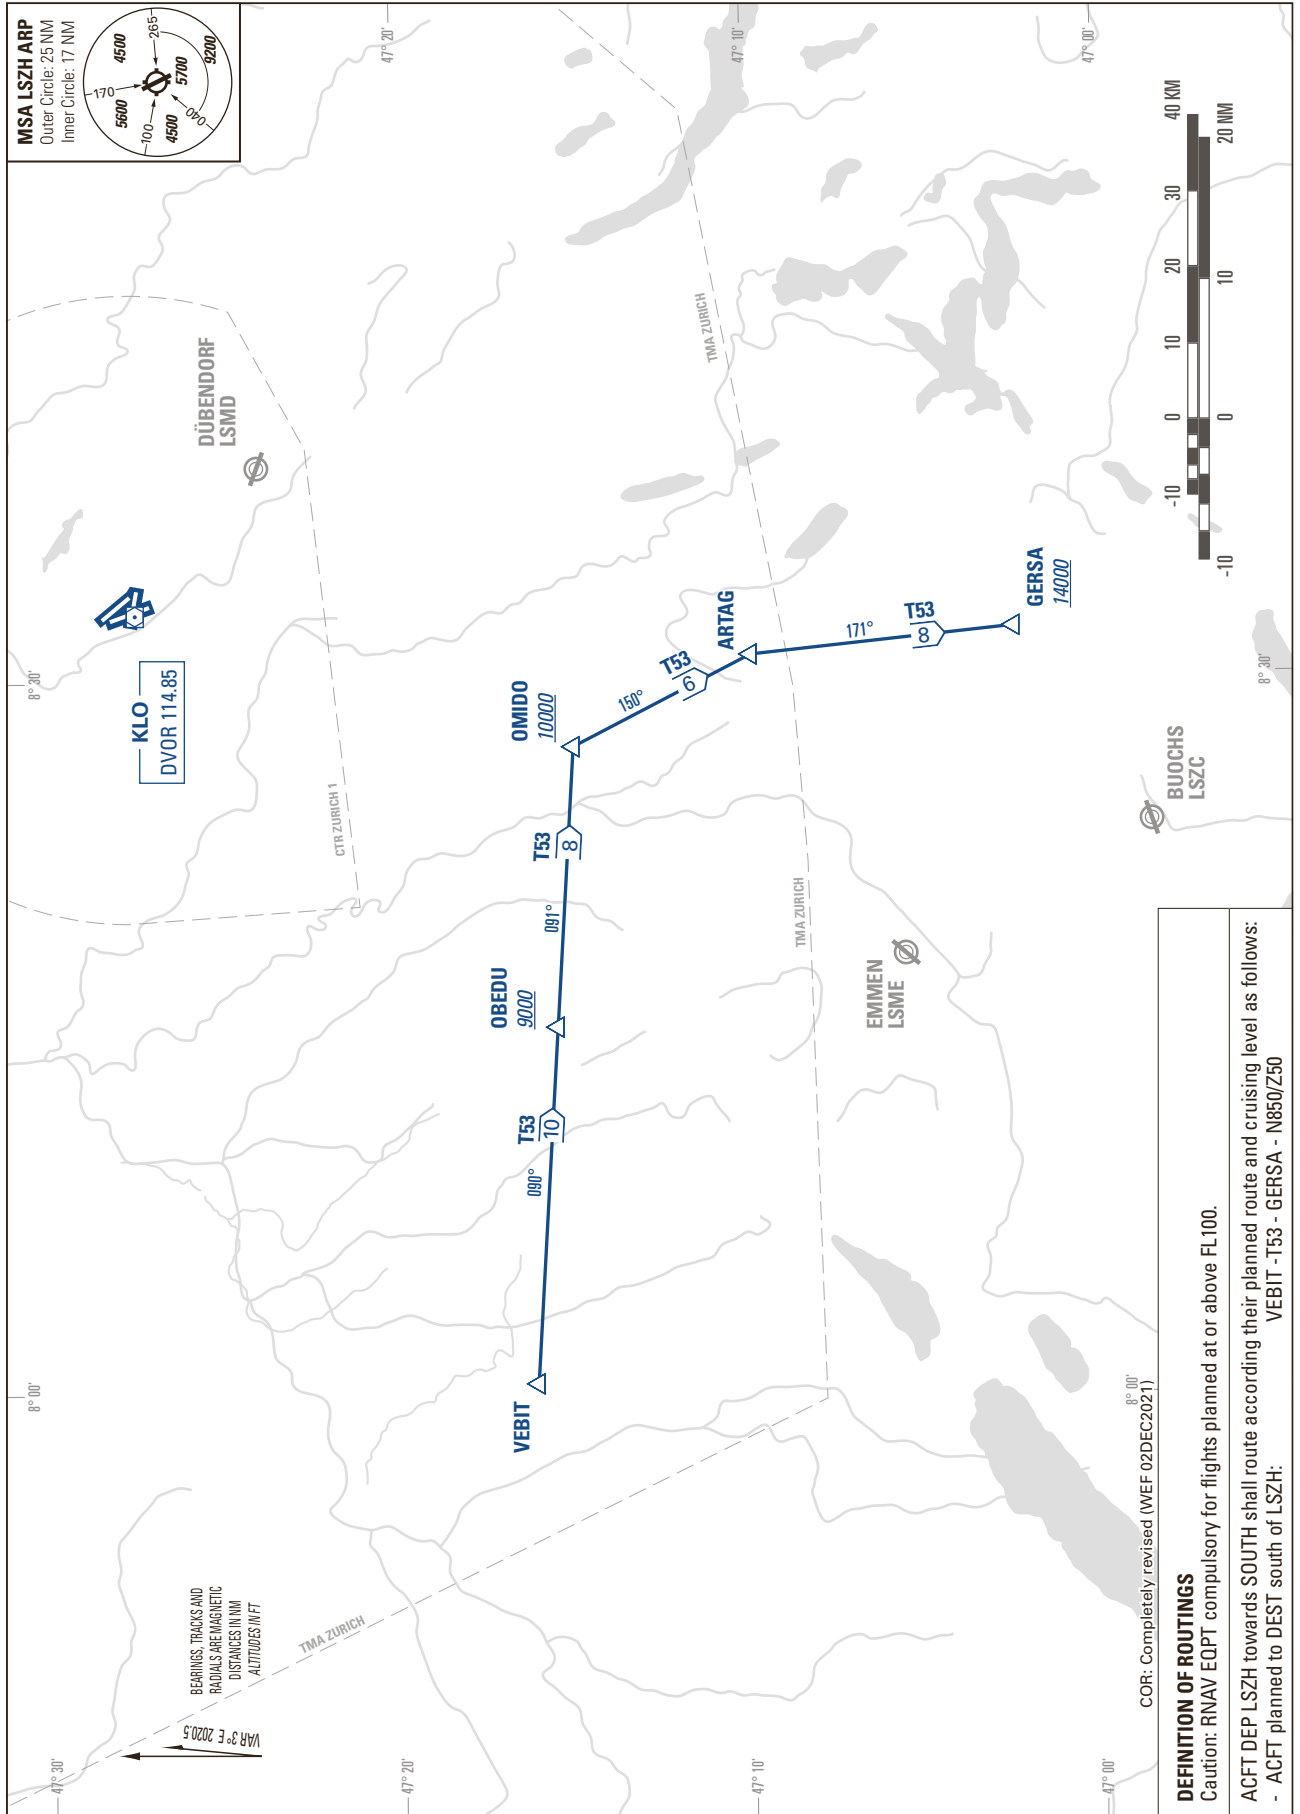 MSA LSZH ARP
Outer Circle: 25 NM
Inner Circle: 17 NM
4500
265
9200
5700
170
5600
100
4500
040
47° 20'
47° 10'
47° 00'
40 KM
30
20
10
0
-10
20 NM
10
0
-10
DÜBENDORF
LSMD
TMA ZURICH
8° 30'
KLO
DVOR 114.85
CTR ZURICH 1
OMIDO
10000
150°
T53
6
ARTAG
171°
T53
8
GERSA
14000
8° 30'
BUOCHS
LSZC
T53
8
091°
OBEDU
9000
TMA ZURICH
EMMEN
LSME
T53
10
090°
VEBIT
8° 00'
8° 00'
BEARINGS, TRACKS AND
RADIALS ARE MAGNETIC
DISTANCES IN NM
ALTITUDES IN FT
VAR 3° E 2020.5
TMA ZURICH
47° 30'
47° 20'
47° 10'
47° 00'
COR: Completely revised (WEF 02DEC2021)
DEFINITION OF ROUTINGS
Caution: RNAV EQPT compulsory for flights planned at or above FL100.
ACFT DEP LSZH towards SOUTH shall route according their planned route and cruising level as follows:
- ACFT planned to DEST south of LSZH: VEBIT - T53 - GERSA - N850/Z50